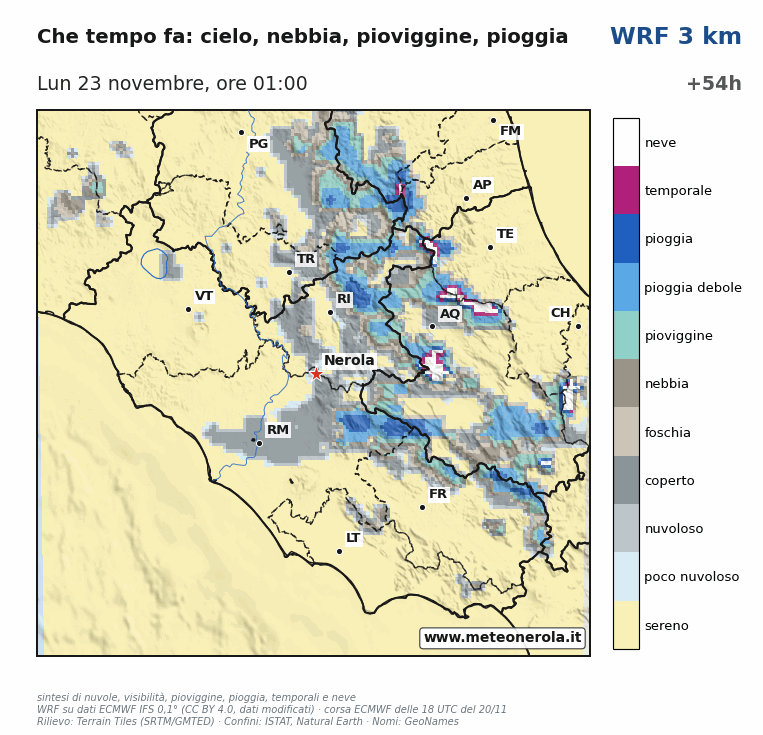 Che tempo fa: cielo, nebbia, pioviggine, pioggia
WRF 3 km
Lun 23 novembre, ore 01:00
+54h
FM
PG
AP
TE
TR
VT
RI
AQ
CH
Nerola
RM
FR
LT
www.meteonerola.it
neve
temporale
pioggia
pioggia debole
pioviggine
nebbia
foschia
coperto
nuvoloso
poco nuvoloso
sereno
sintesi di nuvole, visibilità, pioviggine, pioggia, temporali e neve
WRF su dati ECMWF IFS 0,1° (CC BY 4.0, dati modificati) · corsa ECMWF delle 18 UTC del 20/11
Rilievo: Terrain Tiles (SRTM/GMTED) · Confini: ISTAT, Natural Earth · Nomi: GeoNames